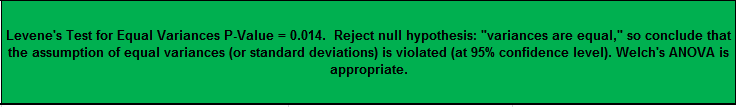 Levene's Test for Equal Variances P-Value = 0.014.  Reject null hypothesis: "variances are equal," so conclude that
the assumption of equal variances (or standard deviations) is violated (at 95% confidence level). Welch's ANOVA is
appropriate.